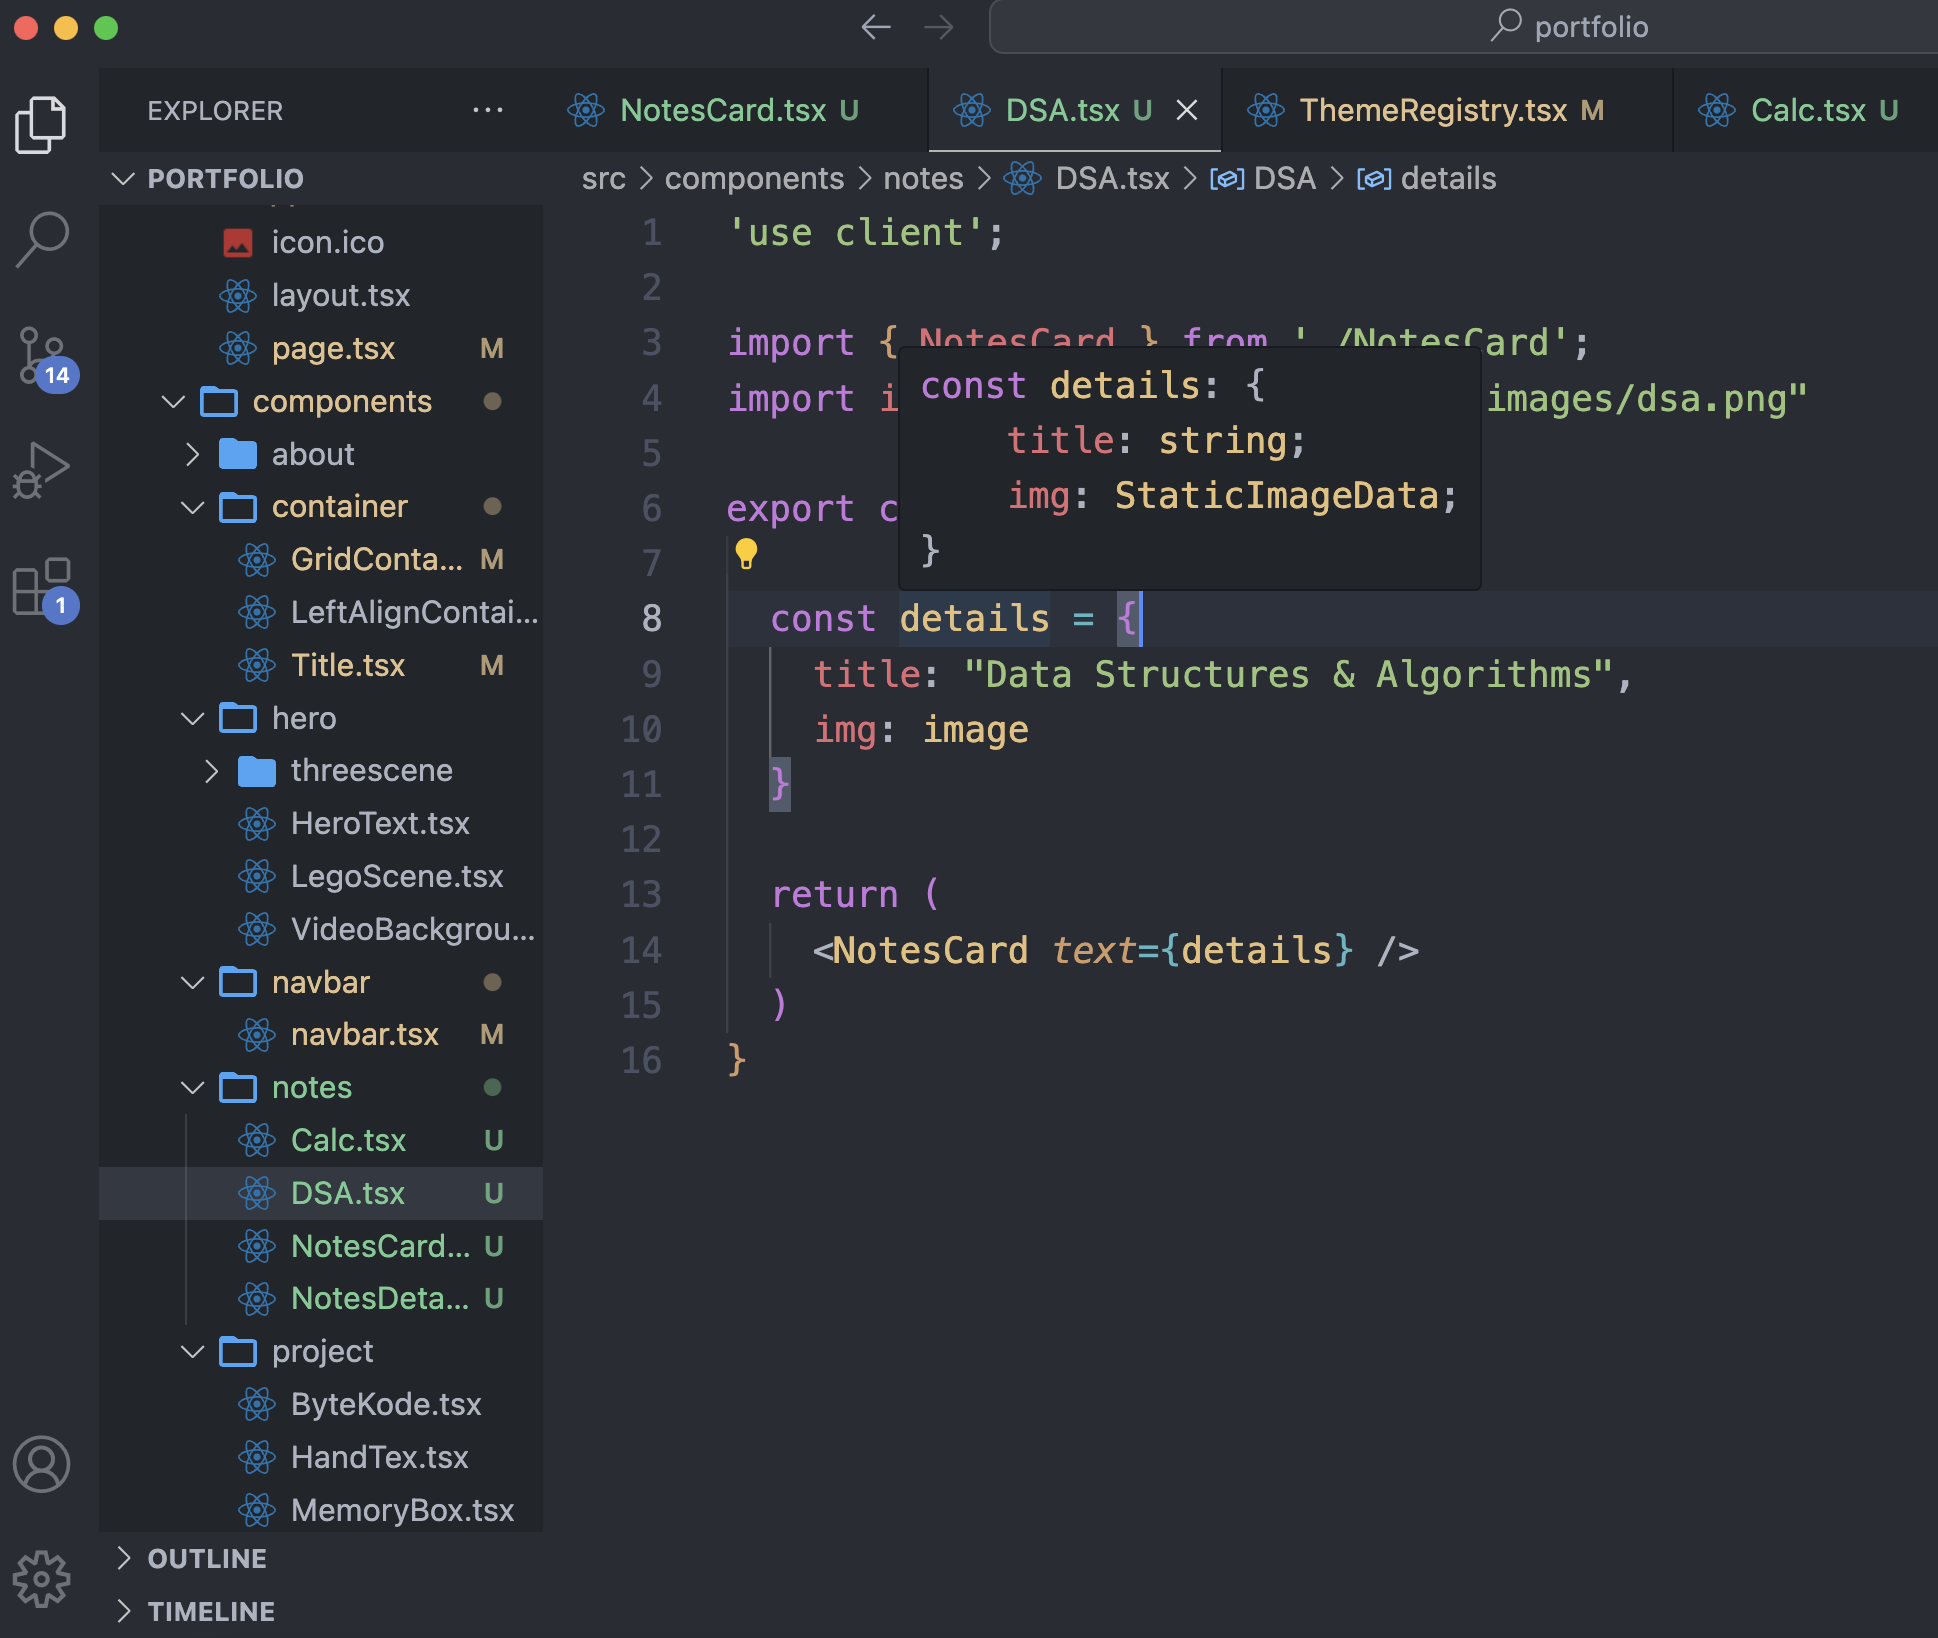 portfolio
EXPLORER ...
NotesCard.tsx U
DSA.tsx U
ThemeRegistry.tsx M
Calc.tsx U
PORTFOLIO
src > components > notes > DSA.tsx > DSA > details
icon.ico
layout.tsx
page.tsx M
components
about
container
GridConta... M
LeftAlignContai...
Title.tsx M
hero
threescene
HeroText.tsx
LegoScene.tsx
VideoBackgrou...
navbar
navbar.tsx M
notes
Calc.tsx U
DSA.tsx U
NotesCard... U
NotesDeta... U
project
ByteKode.tsx
HandTex.tsx
MemoryBox.tsx
OUTLINE
TIMELINE
14
1
1 'use client';
2
3 import { NotesCard } from './NotesCard';
4 import i images/dsa.png"
5
6 export c
7
const details: {
title: string;
img: StaticImageData;
}
8 const details = {
9 title: "Data Structures & Algorithms",
10 img: image
11 }
12
13 return (
14 <NotesCard text={details} />
15 )
16 }